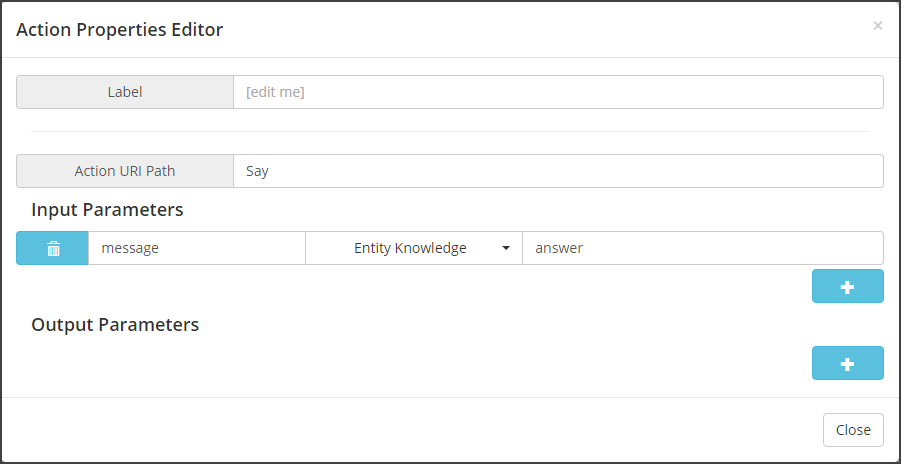 Action Properties Editor ×
Label [edit me]
Action URI Path Say
Input Parameters
message Entity Knowledge answer
Output Parameters
Close